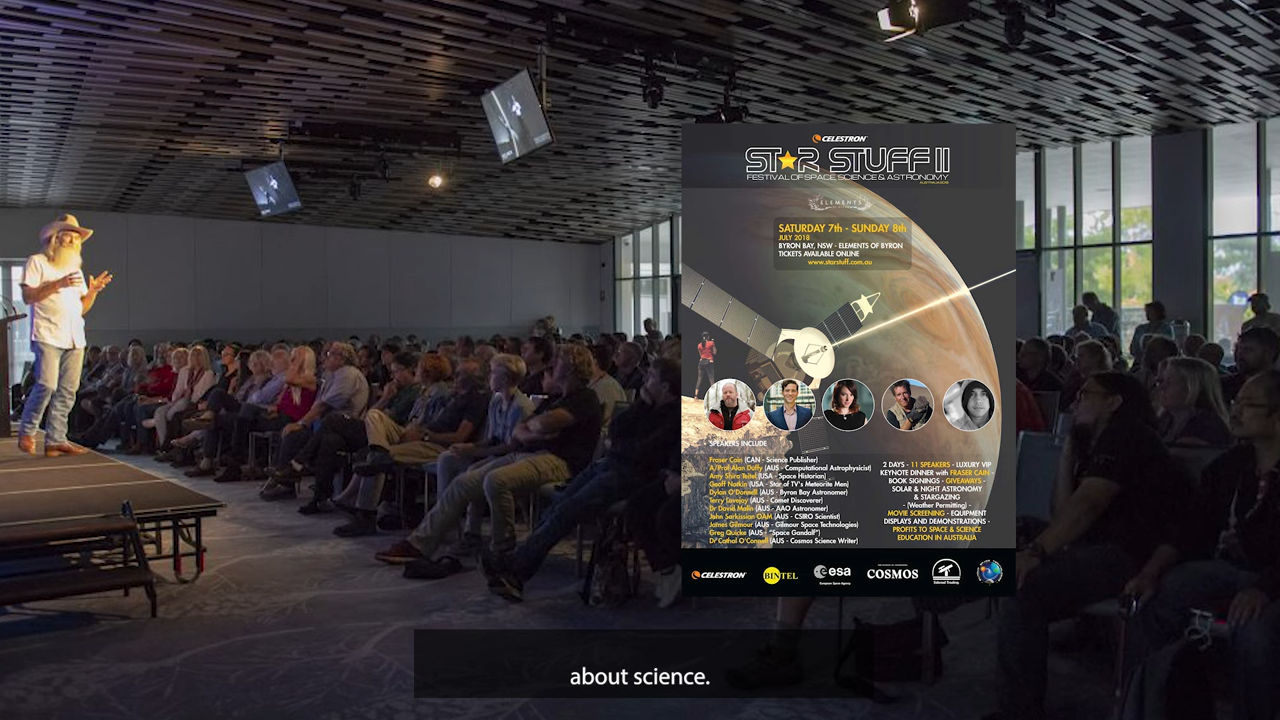 CELESTRON
STAR STUFF II
FESTIVAL OF SPACE SCIENCE & ASTRONOMY
ELEMENTS
SATURDAY 7th - SUNDAY 8th
JULY 2018
BYRON BAY, NSW - ELEMENTS OF BYRON
TICKETS AVAILABLE ONLINE
www.starstuff.com.au
SPEAKERS INCLUDE
Fraser Cain (CAN - Science Publisher)
A/Prof Alan Duffy (AUS - Computational Astrophysicist)
Amy Shira Teitel (USA - Space Historian)
Geoff Notkin (USA - Star of TV's Meteorite Men)
Dylan O'Donnell (AUS - Byron Bay Astronomer)
Terry Lovejoy (AUS - Comet Discoverer)
Dr David Malin (AUS - AAO Astronomer)
John Sarkissian OAM (AUS - CSIRO Scientist)
James Gilmour (AUS - Gilmour Space Technologies)
Greg Quicke (AUS - "Space Gandalf")
Dr Cathal O'Connell (AUS - Cosmos Science Writer)
2 DAYS - 11 SPEAKERS - LUXURY VIP
KEYNOTE DINNER with FRASER CAIN -
BOOK SIGNINGS - GIVEAWAYS -
SOLAR & NIGHT ASTRONOMY
& STARGAZING
- (Weather Permitting) -
MOVIE SCREENING - EQUIPMENT
DISPLAYS AND DEMONSTRATIONS -
PROFITS TO SPACE & SCIENCE
EDUCATION IN AUSTRALIA
CELESTRON
BINTEL
esa
European Space Agency
COSMOS
about science.